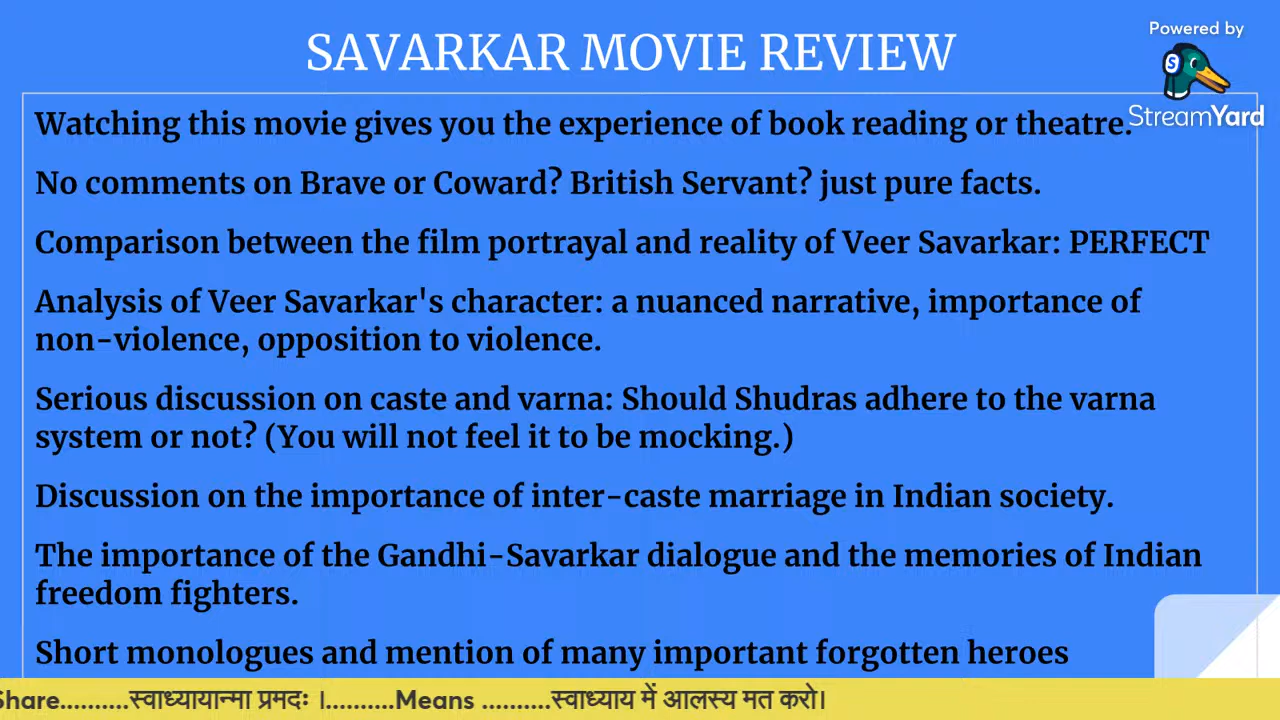 SAVARKAR MOVIE REVIEW
Powered by
StreamYard
Watching this movie gives you the experience of book reading or theatre.
No comments on Brave or Coward? British Servant? just pure facts.
Comparison between the film portrayal and reality of Veer Savarkar: PERFECT
Analysis of Veer Savarkar's character: a nuanced narrative, importance of
non-violence, opposition to violence.
Serious discussion on caste and varna: Should Shudras adhere to the varna
system or not? (You will not feel it to be mocking.)
Discussion on the importance of inter-caste marriage in Indian society.
The importance of the Gandhi-Savarkar dialogue and the memories of Indian
freedom fighters.
Short monologues and mention of many important forgotten heroes
Share..........स्वाध्यायान्मा प्रमदः ।..........Means ..........स्वाध्याय में आलस्य मत करो।